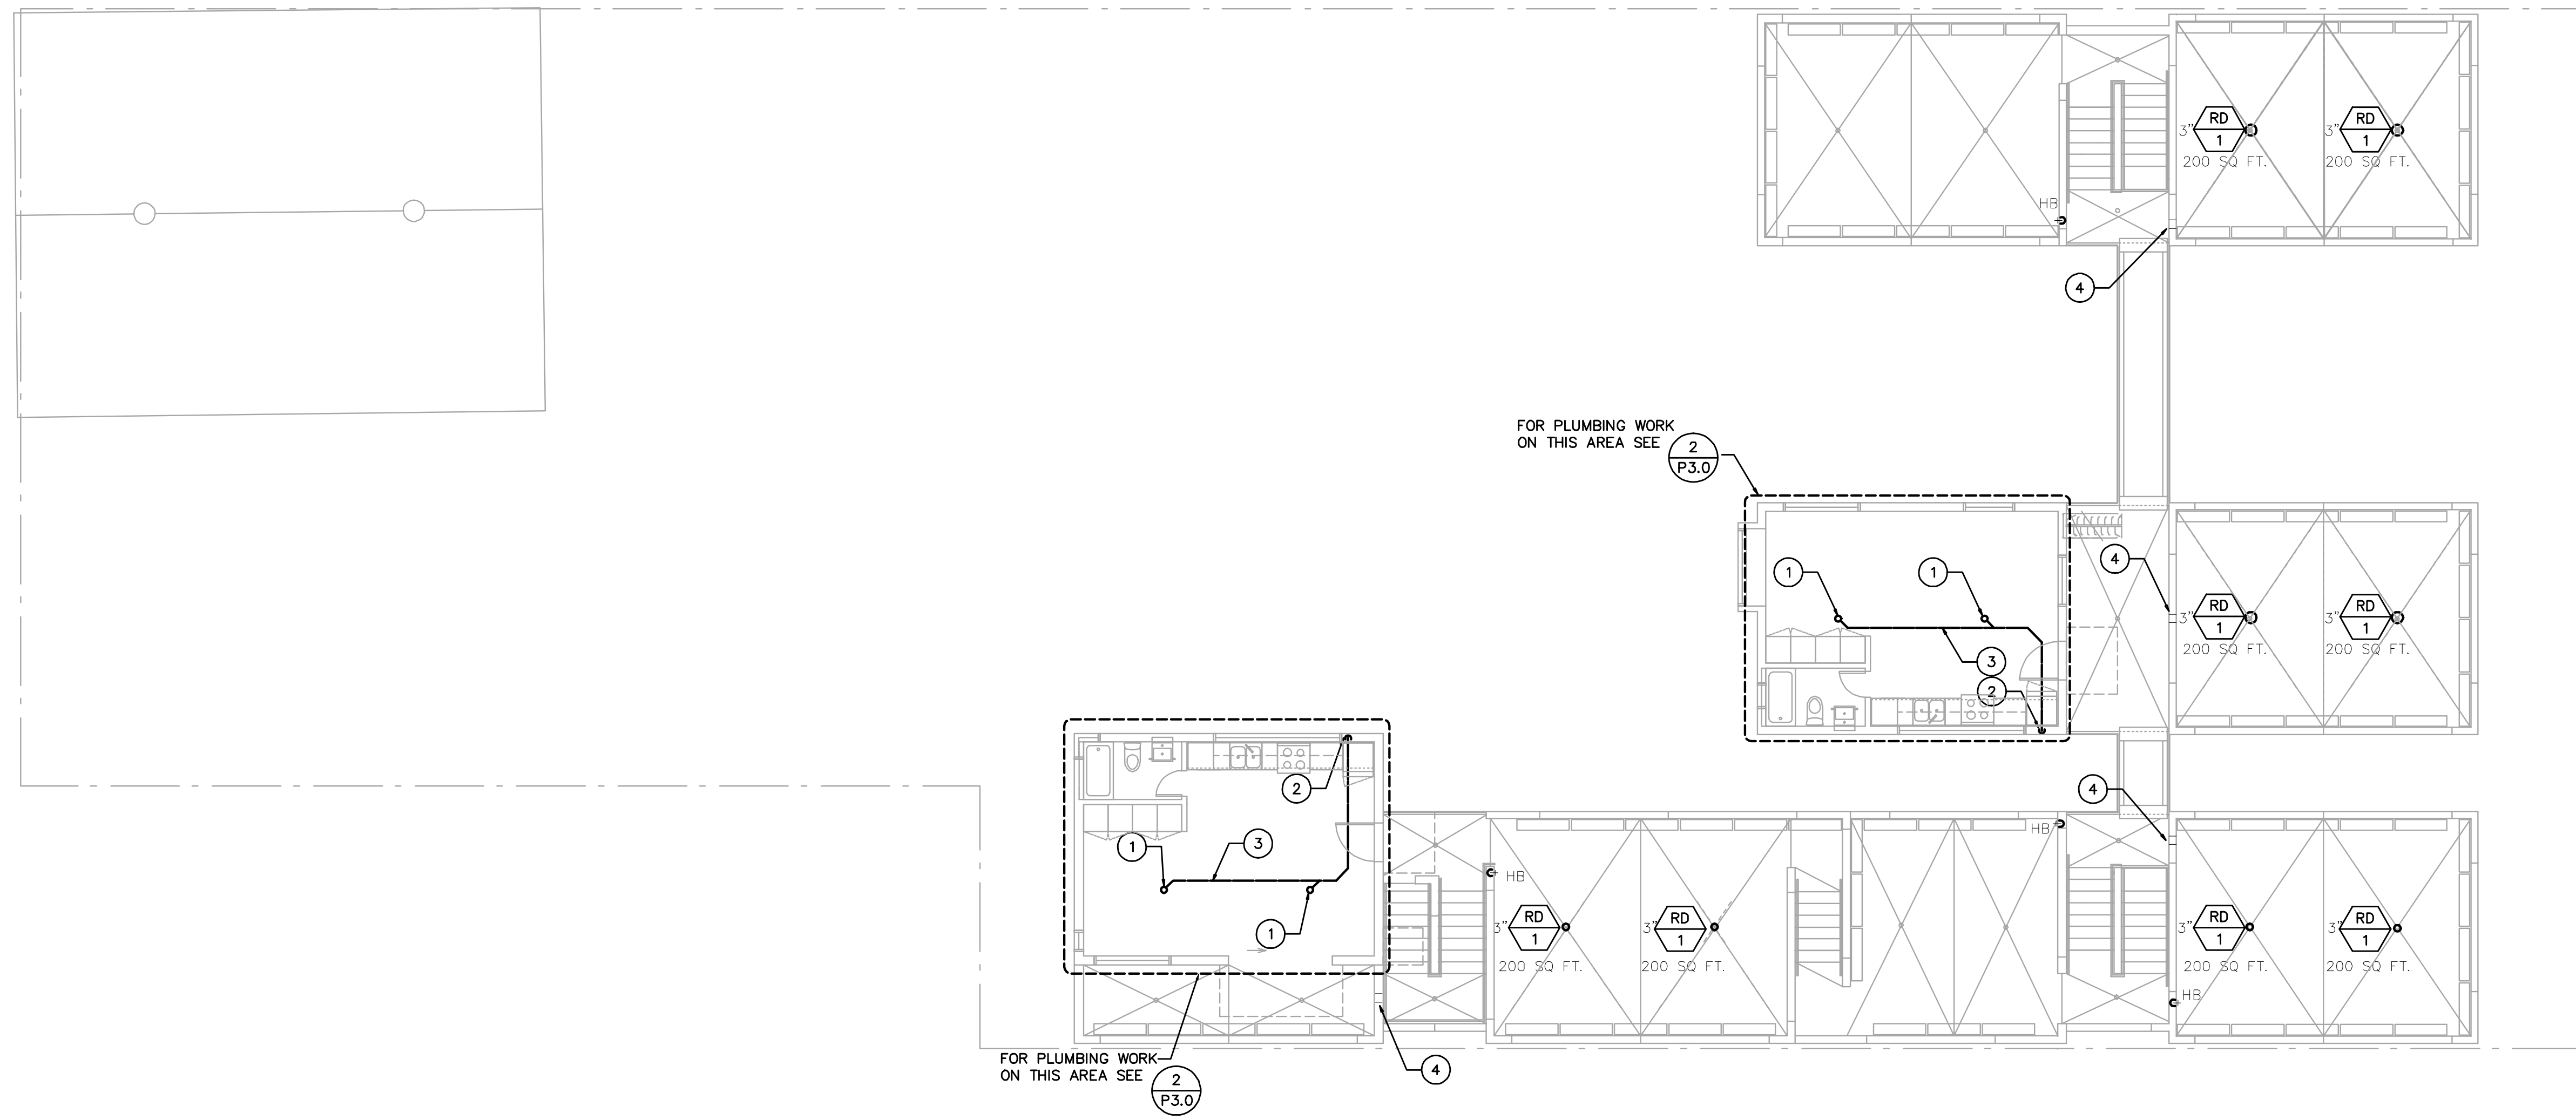 RD
1
3"
200 SQ FT.
RD
1
3"
200 SQ FT.
HB
4
FOR PLUMBING WORK
ON THIS AREA SEE
2
P3.0
1
1
3
2
4
RD
1
3"
200 SQ FT.
RD
1
3"
200 SQ FT.
4
2
1
3
1
HB
HB
RD
1
3"
200 SQ FT.
RD
1
3"
200 SQ FT.
RD
1
3"
200 SQ FT.
RD
1
3"
200 SQ FT.
HB
4
FOR PLUMBING WORK
ON THIS AREA SEE
2
P3.0